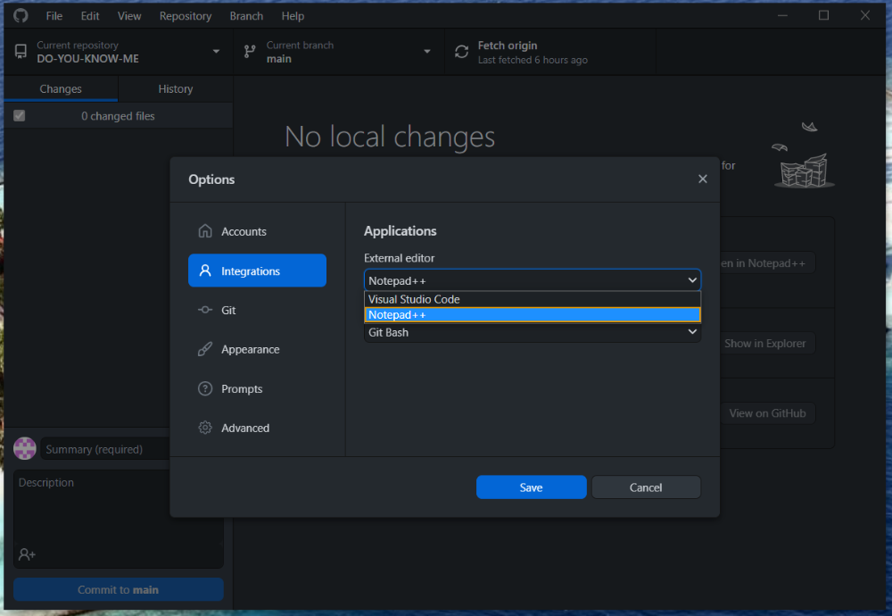 File Edit View Repository Branch Help
Current repository
DO-YOU-KNOW-ME
Current branch
main
Fetch origin
Last fetched 6 hours ago
Changes
History
0 changed files
No local changes
for
Options
Accounts
Integrations
Git
Appearance
Prompts
Advanced
Applications
External editor
Notepad++
Visual Studio Code
Notepad++
Git Bash
en in Notepad++
Show in Explorer
View on GitHub
Save
Cancel
Summary (required)
Description
Commit to main